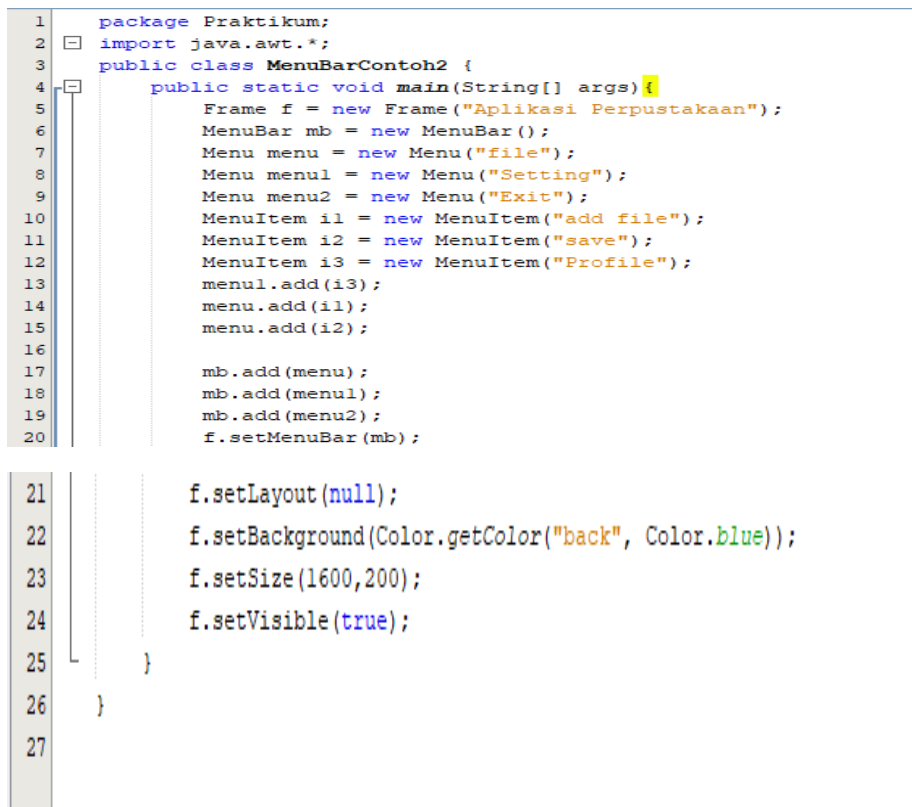 1 package Praktikum;
2 import java.awt.*;
3 public class MenuBarContoh2 {
4 public static void main(String[] args){
5 Frame f = new Frame("Aplikasi Perpustakaan");
6 MenuBar mb = new MenuBar();
7 Menu menu = new Menu("file");
8 Menu menu1 = new Menu("Setting");
9 Menu menu2 = new Menu("Exit");
10 MenuItem i1 = new MenuItem("add file");
11 MenuItem i2 = new MenuItem("save");
12 MenuItem i3 = new MenuItem("Profile");
13 menu1.add(i3);
14 menu.add(i1);
15 menu.add(i2);
16
17 mb.add(menu);
18 mb.add(menu1);
19 mb.add(menu2);
20 f.setMenuBar(mb);
21 f.setLayout(null);
22 f.setBackground(Color.getColor("back", Color.blue));
23 f.setSize(1600,200);
24 f.setVisible(true);
25 }
26 }
27